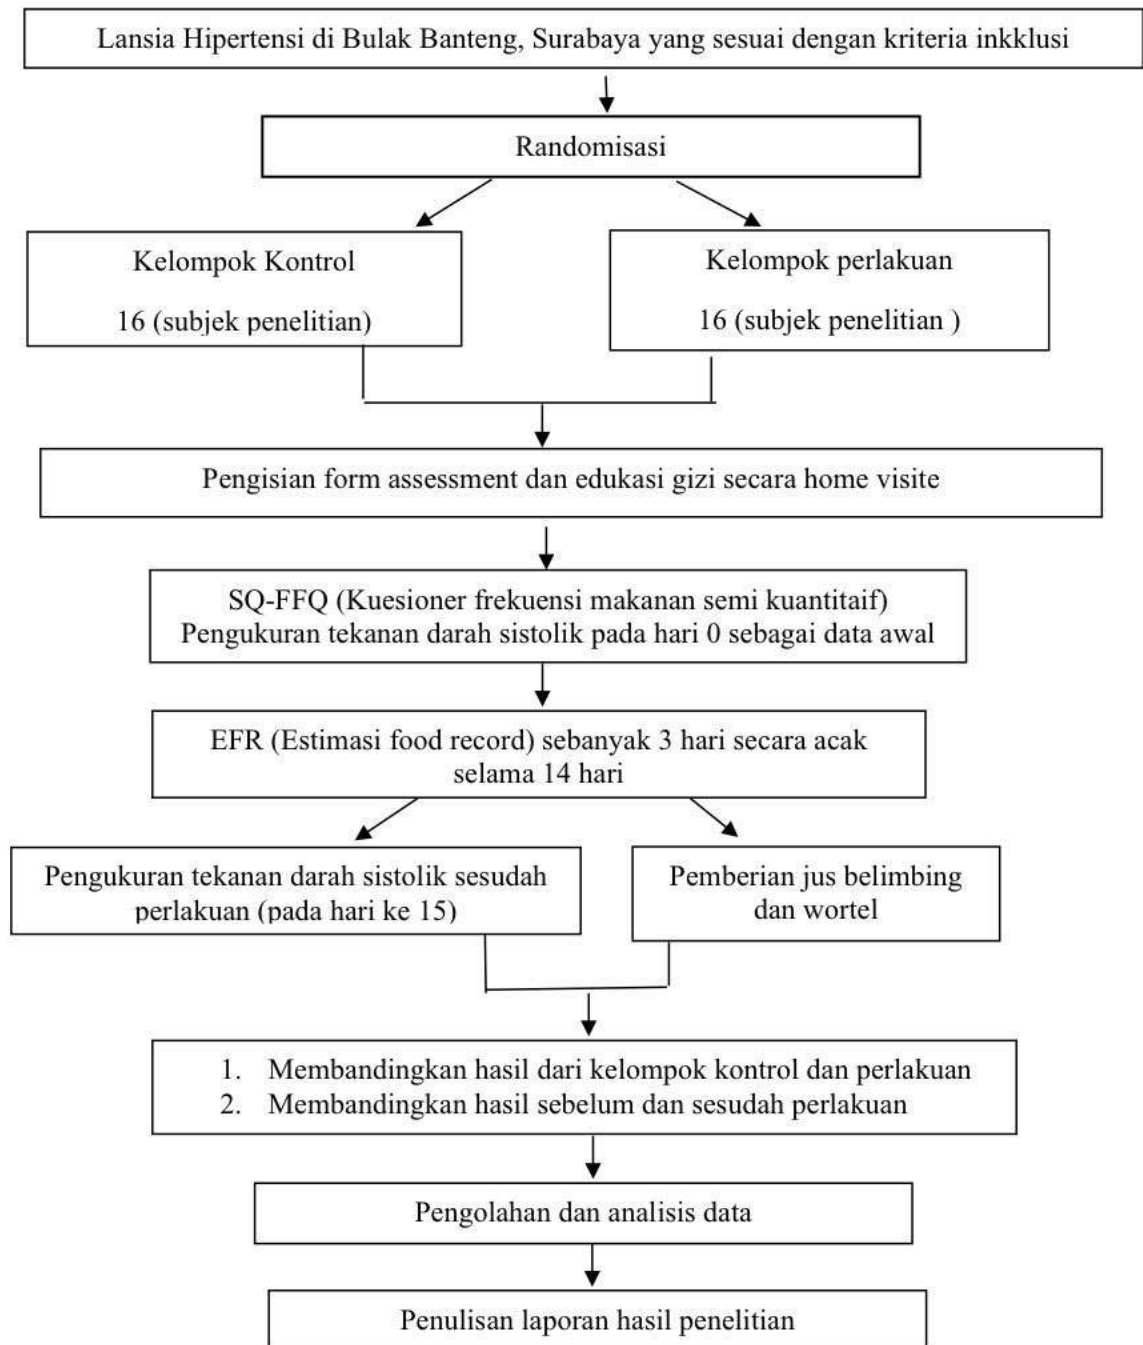 Lansia Hipertensi di Bulak Banteng, Surabaya yang sesuai dengan kriteria inkklusi
Randomisasi
Kelompok Kontrol
16 (subjek penelitian)
Kelompok perlakuan
16 (subjek penelitian )
Pengisian form assessment dan edukasi gizi secara home visite
SQ-FFQ (Kuesioner frekuensi makanan semi kuantitaif)
Pengukuran tekanan darah sistolik pada hari 0 sebagai data awal
EFR (Estimasi food record) sebanyak 3 hari secara acak
selama 14 hari
Pengukuran tekanan darah sistolik sesudah
perlakuan (pada hari ke 15)
Pemberian jus belimbing
dan wortel
1. Membandingkan hasil dari kelompok kontrol dan perlakuan
2. Membandingkan hasil sebelum dan sesudah perlakuan
Pengolahan dan analisis data
Penulisan laporan hasil penelitian